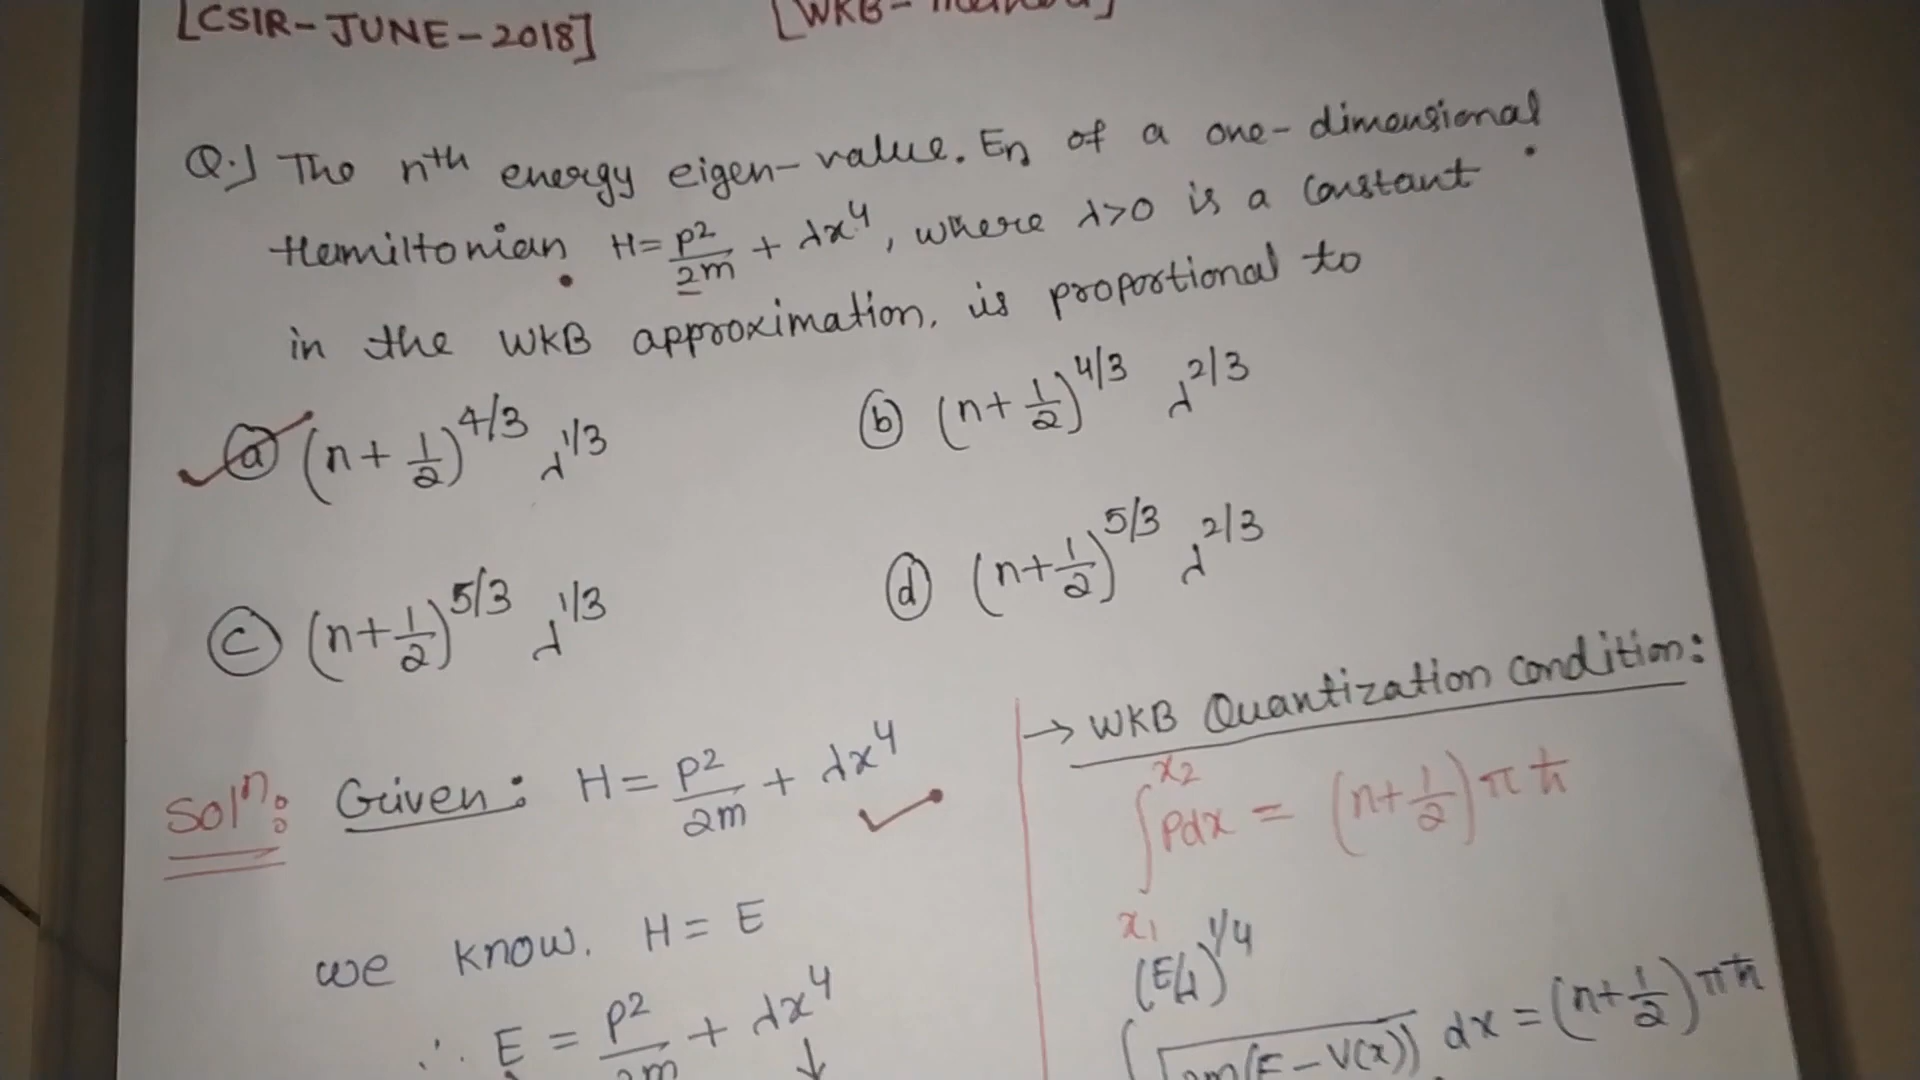 [CSIR-JUNE-2018] [WKB-
Q.] The nth energy eigen-value. En of a one-dimensional
Hamiltonian H = p²/2m + λx⁴, where λ>0 is a constant
in the WKB approximation, is proportional to
(a) (n+1/2)^4/3 λ^1/3 (b) (n+1/2)^4/3 λ^2/3
(c) (n+1/2)^5/3 λ^1/3 (d) (n+1/2)^5/3 λ^2/3
Solⁿ: Given: H = p²/2m + λx⁴
we know. H = E
∴ E = p²/2m + λx⁴
→ WKB Quantization condition:
∫_x1^x2 pdx = (n+1/2)πħ
(E/λ)^1/4
∫ √2m(E-V(x)) dx = (n+1/2)πħ